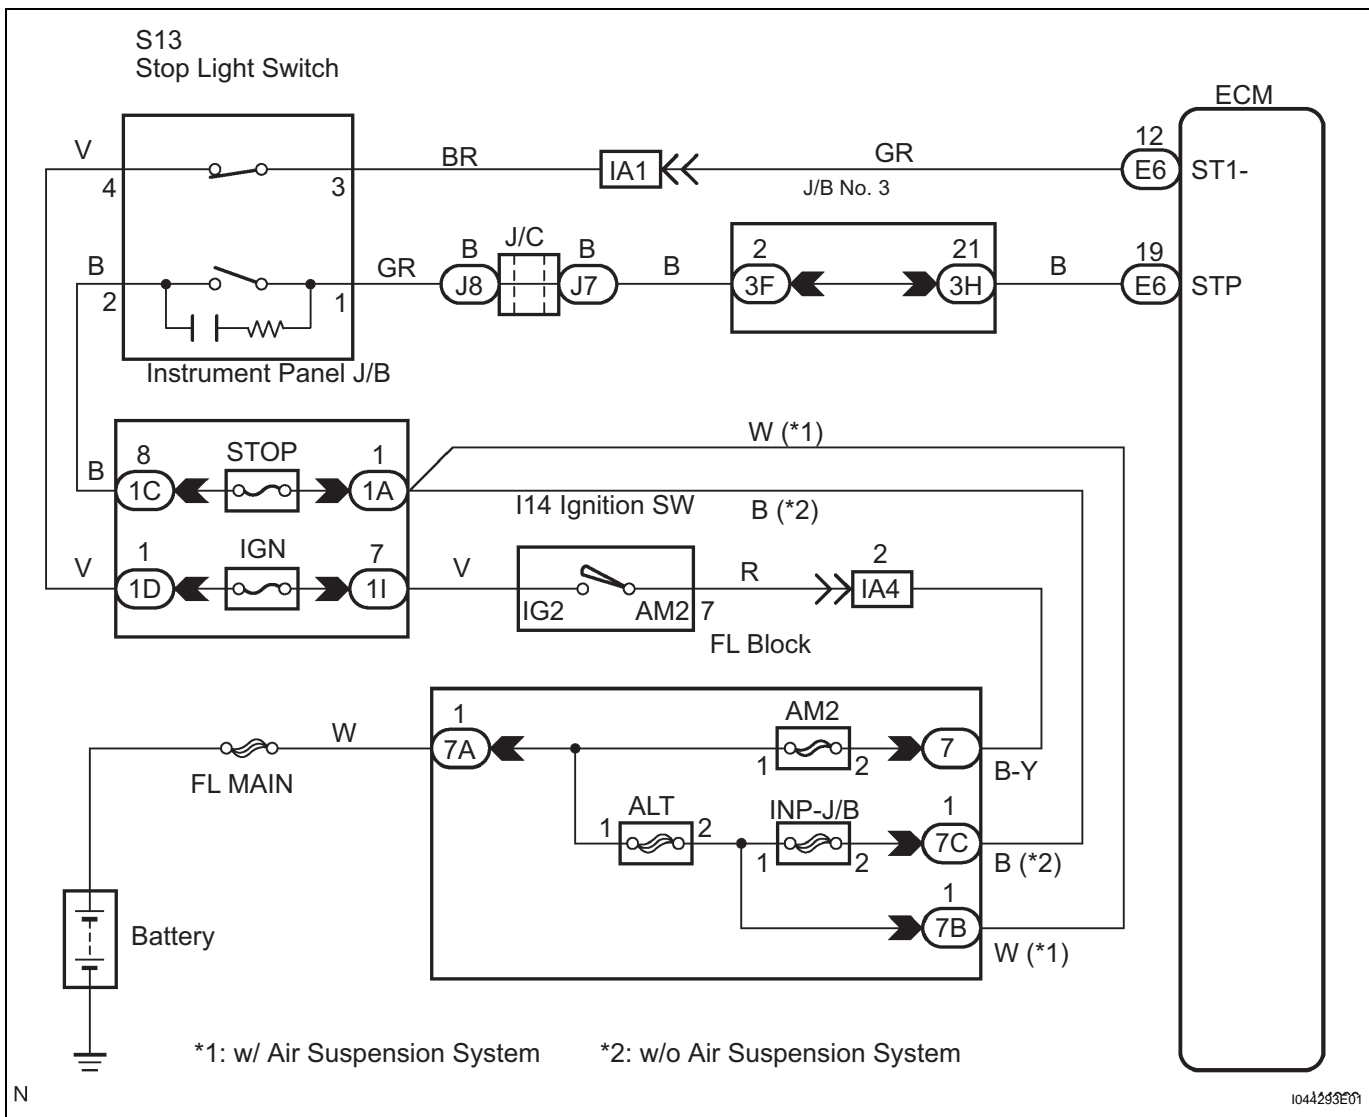 S13
Stop Light Switch
ECM
V
4
3
BR
IA1
GR
J/B No. 3
12
E6
ST1-
B
2
1
GR
B
J8
J/C
B
J7
B
2
3F
21
3H
B
19
E6
STP
Instrument Panel J/B
B
8
1C
STOP
1
1A
W (*1)
B (*2)
V
1
1D
IGN
7
1I
V
I14 Ignition SW
IG2
AM2
7
R
2
IA4
FL Block
FL MAIN
W
1
7A
AM2
1
2
7
B-Y
ALT
1
2
INP-J/B
1
2
1
7C
B (*2)
1
7B
W (*1)
Battery
*1: w/ Air Suspension System
*2: w/o Air Suspension System
N
I044293E01